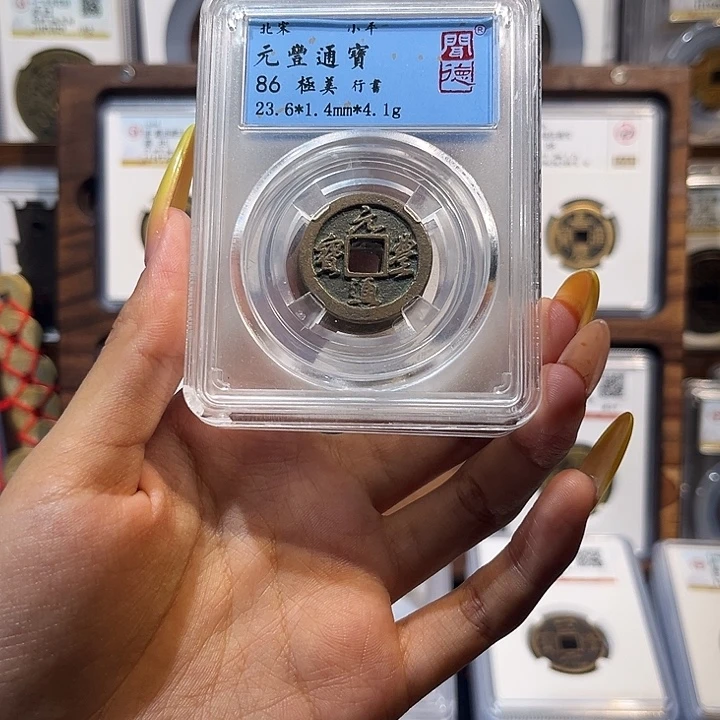 北宋 小平
元豐通寶
86 極美 行書
23.6*1.4mm*4.1g
聞德
®
元豐通寶